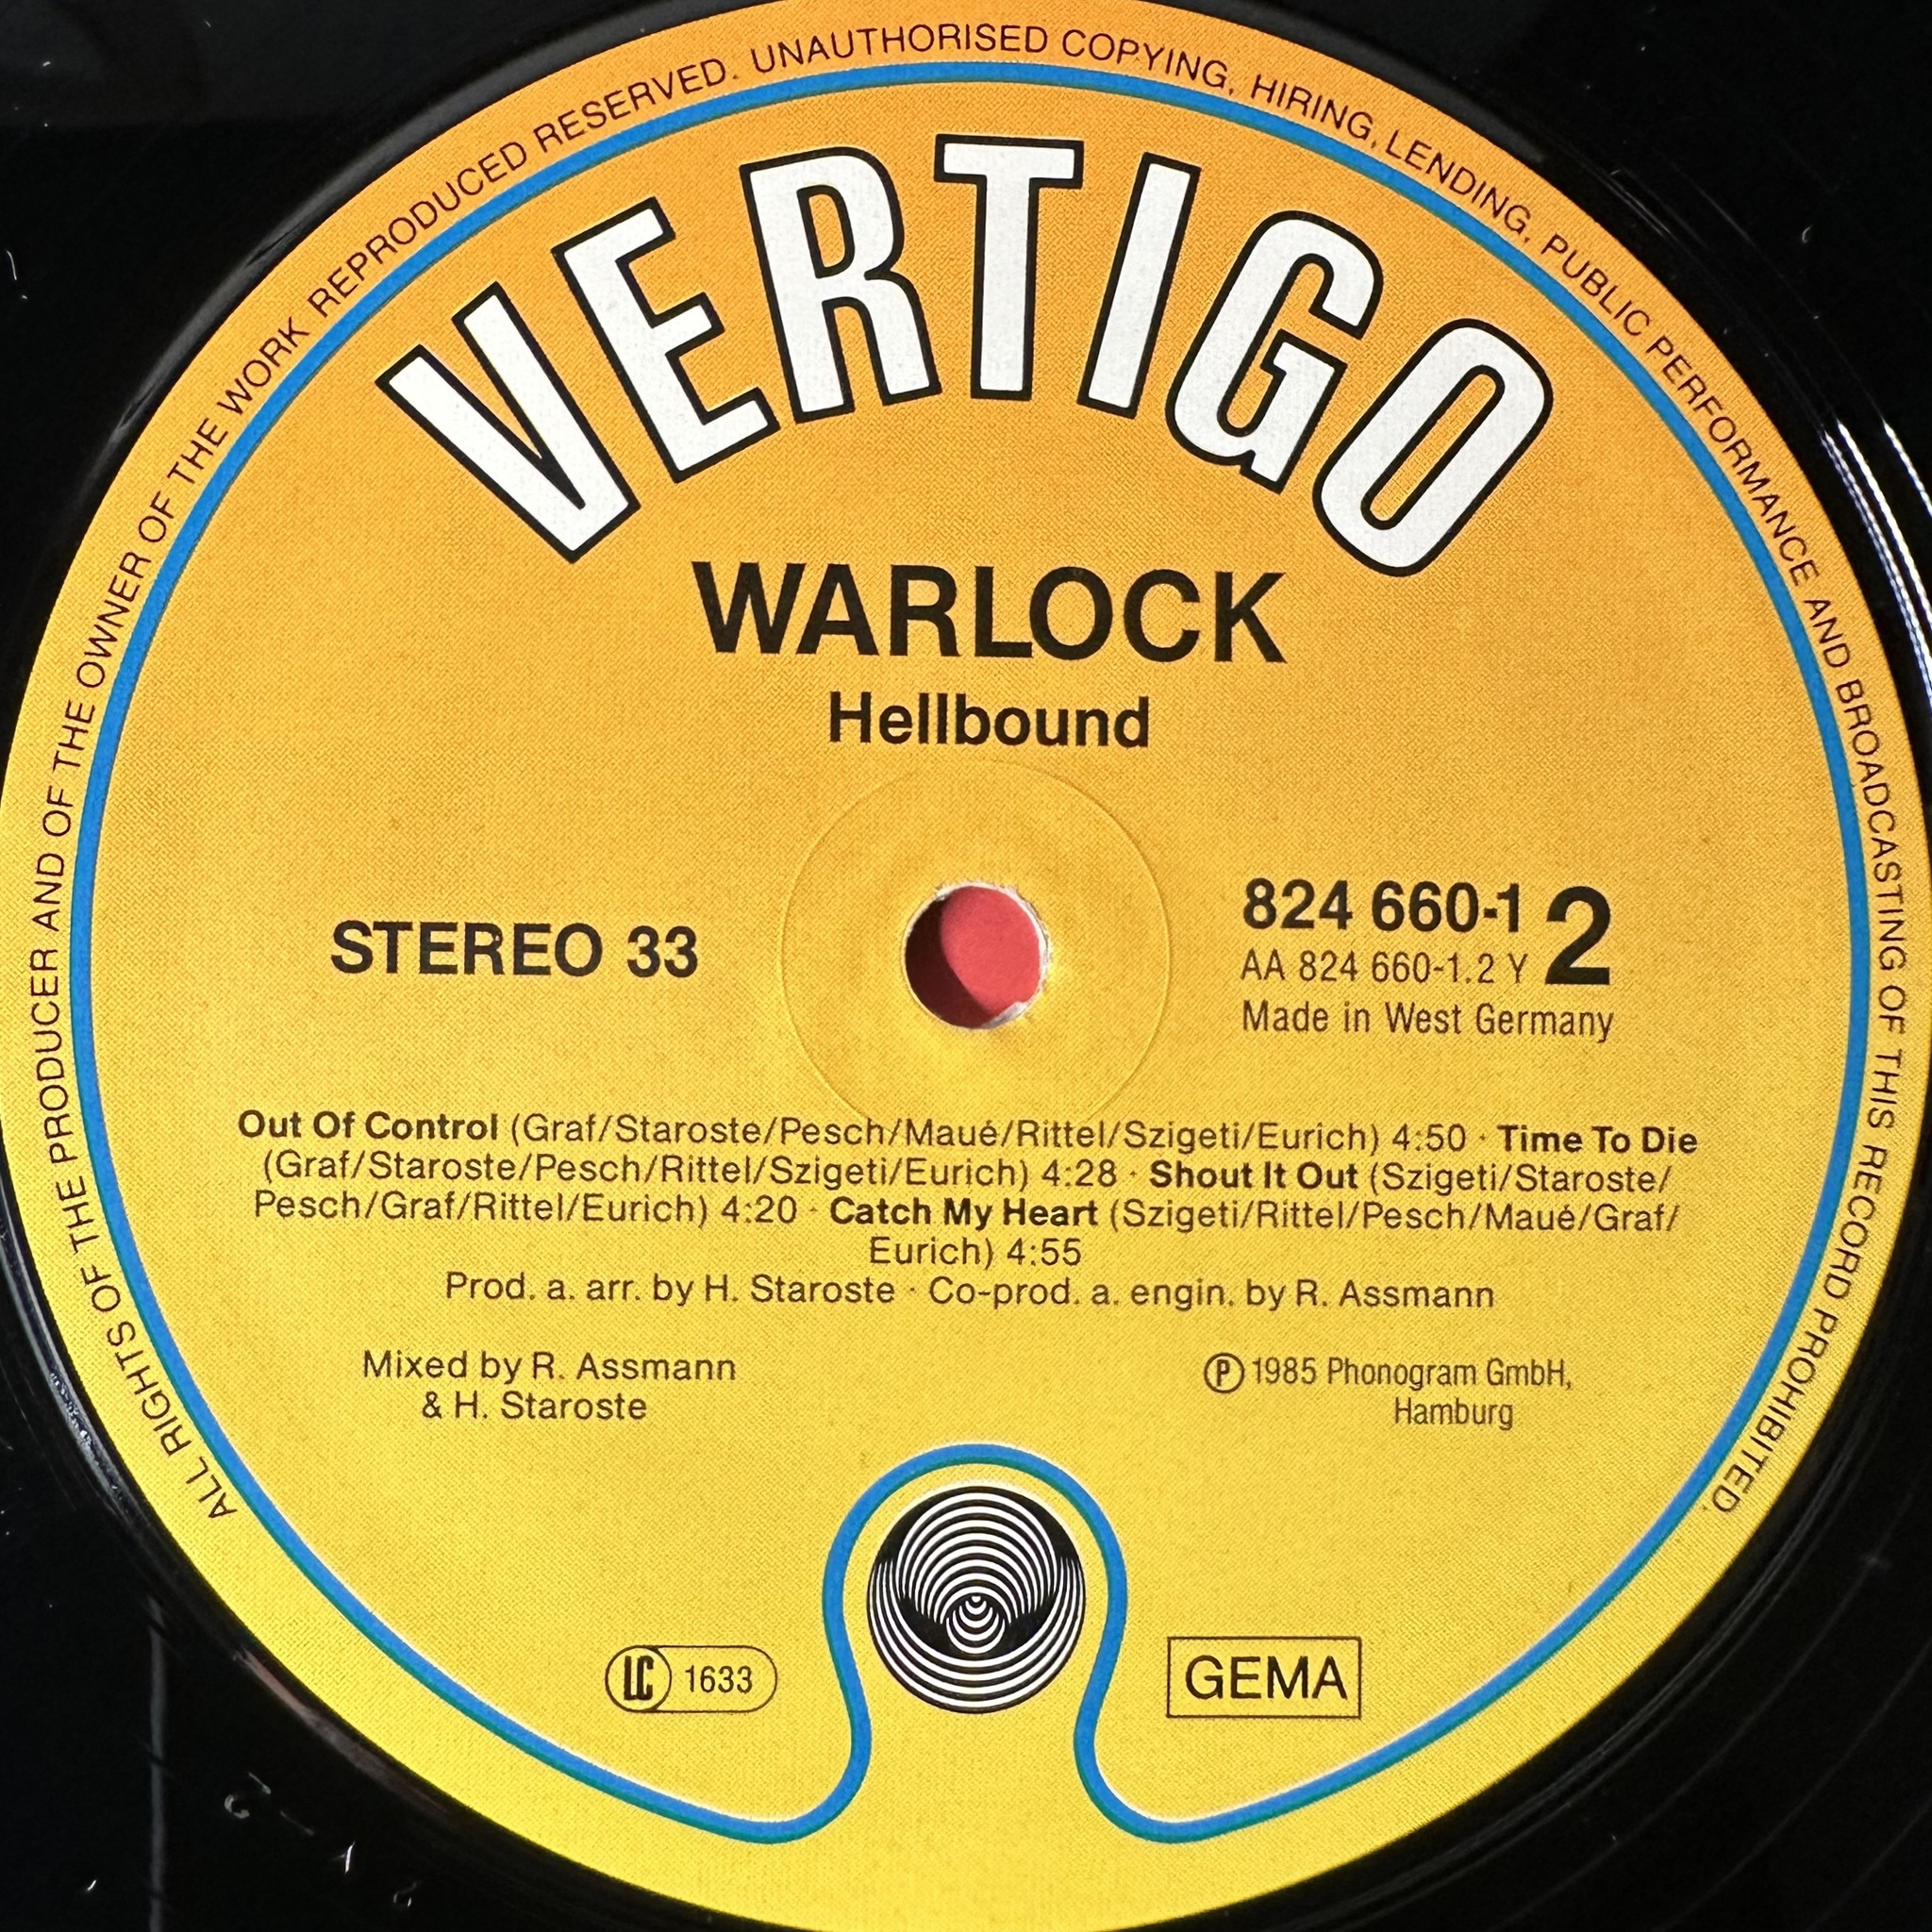 ALL RIGHTS OF THE PRODUCER AND OF THE OWNER OF THE WORK REPRODUCED RESERVED. UNAUTHORISED COPYING, HIRING, LENDING, PUBLIC PERFORMANCE AND BROADCASTING OF THIS RECORD PROHIBITED.
VERTIGO
WARLOCK
Hellbound
STEREO 33
824 660-1 2
AA 824 660-1.2 Y
Made in West Germany
Out Of Control (Graf/Staroste/Pesch/Maué/Rittel/Szigeti/Eurich) 4:50 · Time To Die
(Graf/Staroste/Pesch/Rittel/Szigeti/Eurich) 4:28 · Shout It Out (Szigeti/Staroste/
Pesch/Graf/Rittel/Eurich) 4:20 · Catch My Heart (Szigeti/Rittel/Pesch/Maué/Graf/
Eurich) 4:55
Prod. a. arr. by H. Staroste · Co-prod. a. engin. by R. Assmann
Mixed by R. Assmann
& H. Staroste
Ⓟ 1985 Phonogram GmbH,
Hamburg
LC 1633
GEMA